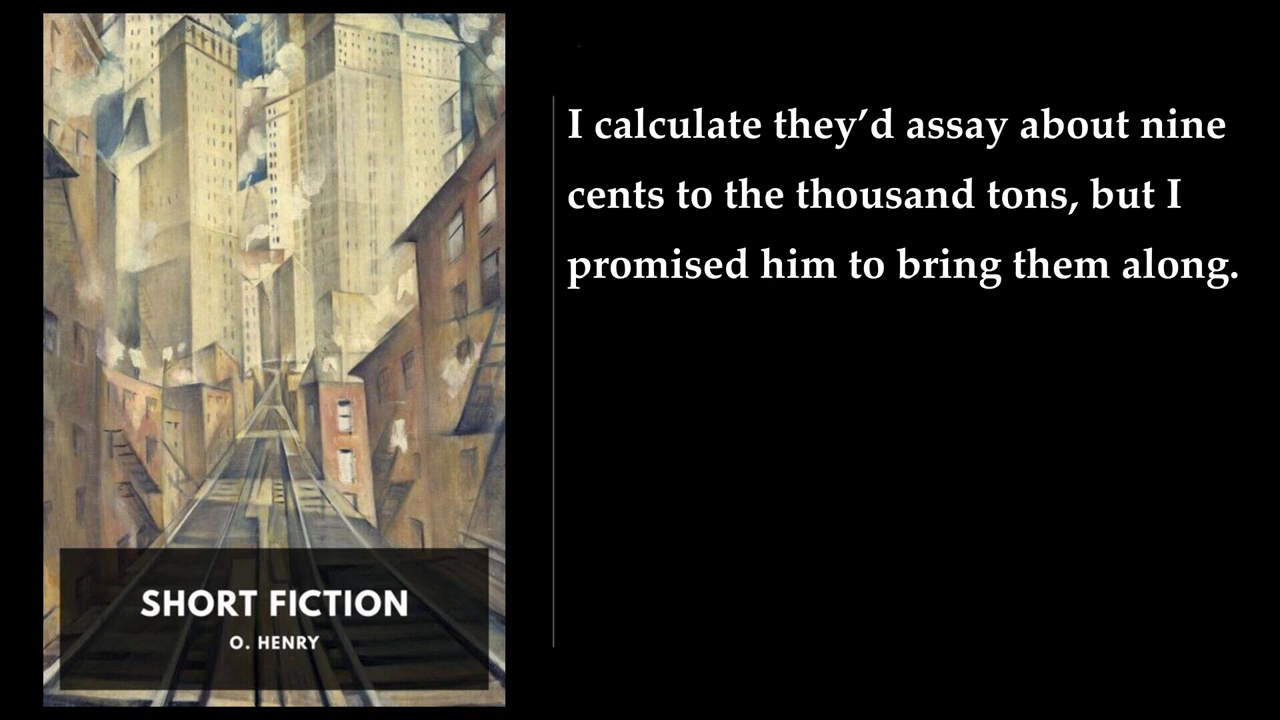 I calculate they’d assay about nine
cents to the thousand tons, but I
promised him to bring them along.
SHORT FICTION
O. HENRY